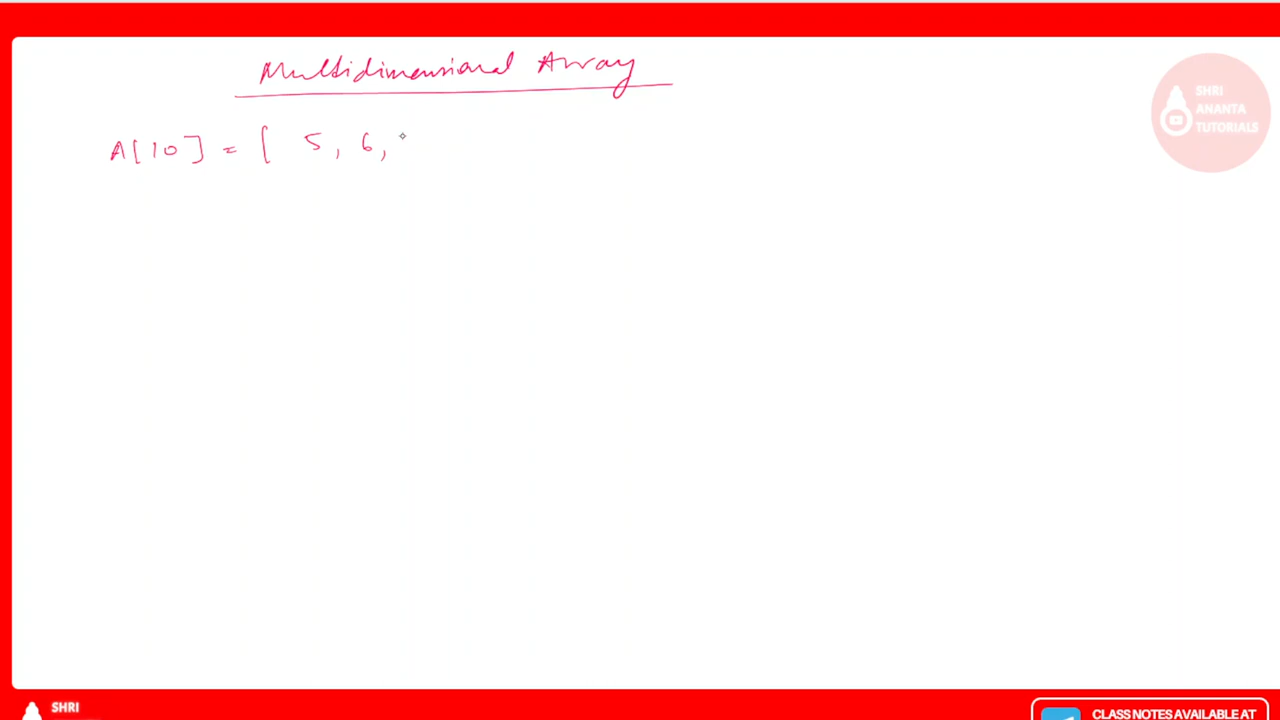 Multidimensional Array
SHRI
ANANTA
TUTORIALS
A[10] = [ 5, 6,
SHRI
CLASS NOTES AVAILABLE AT